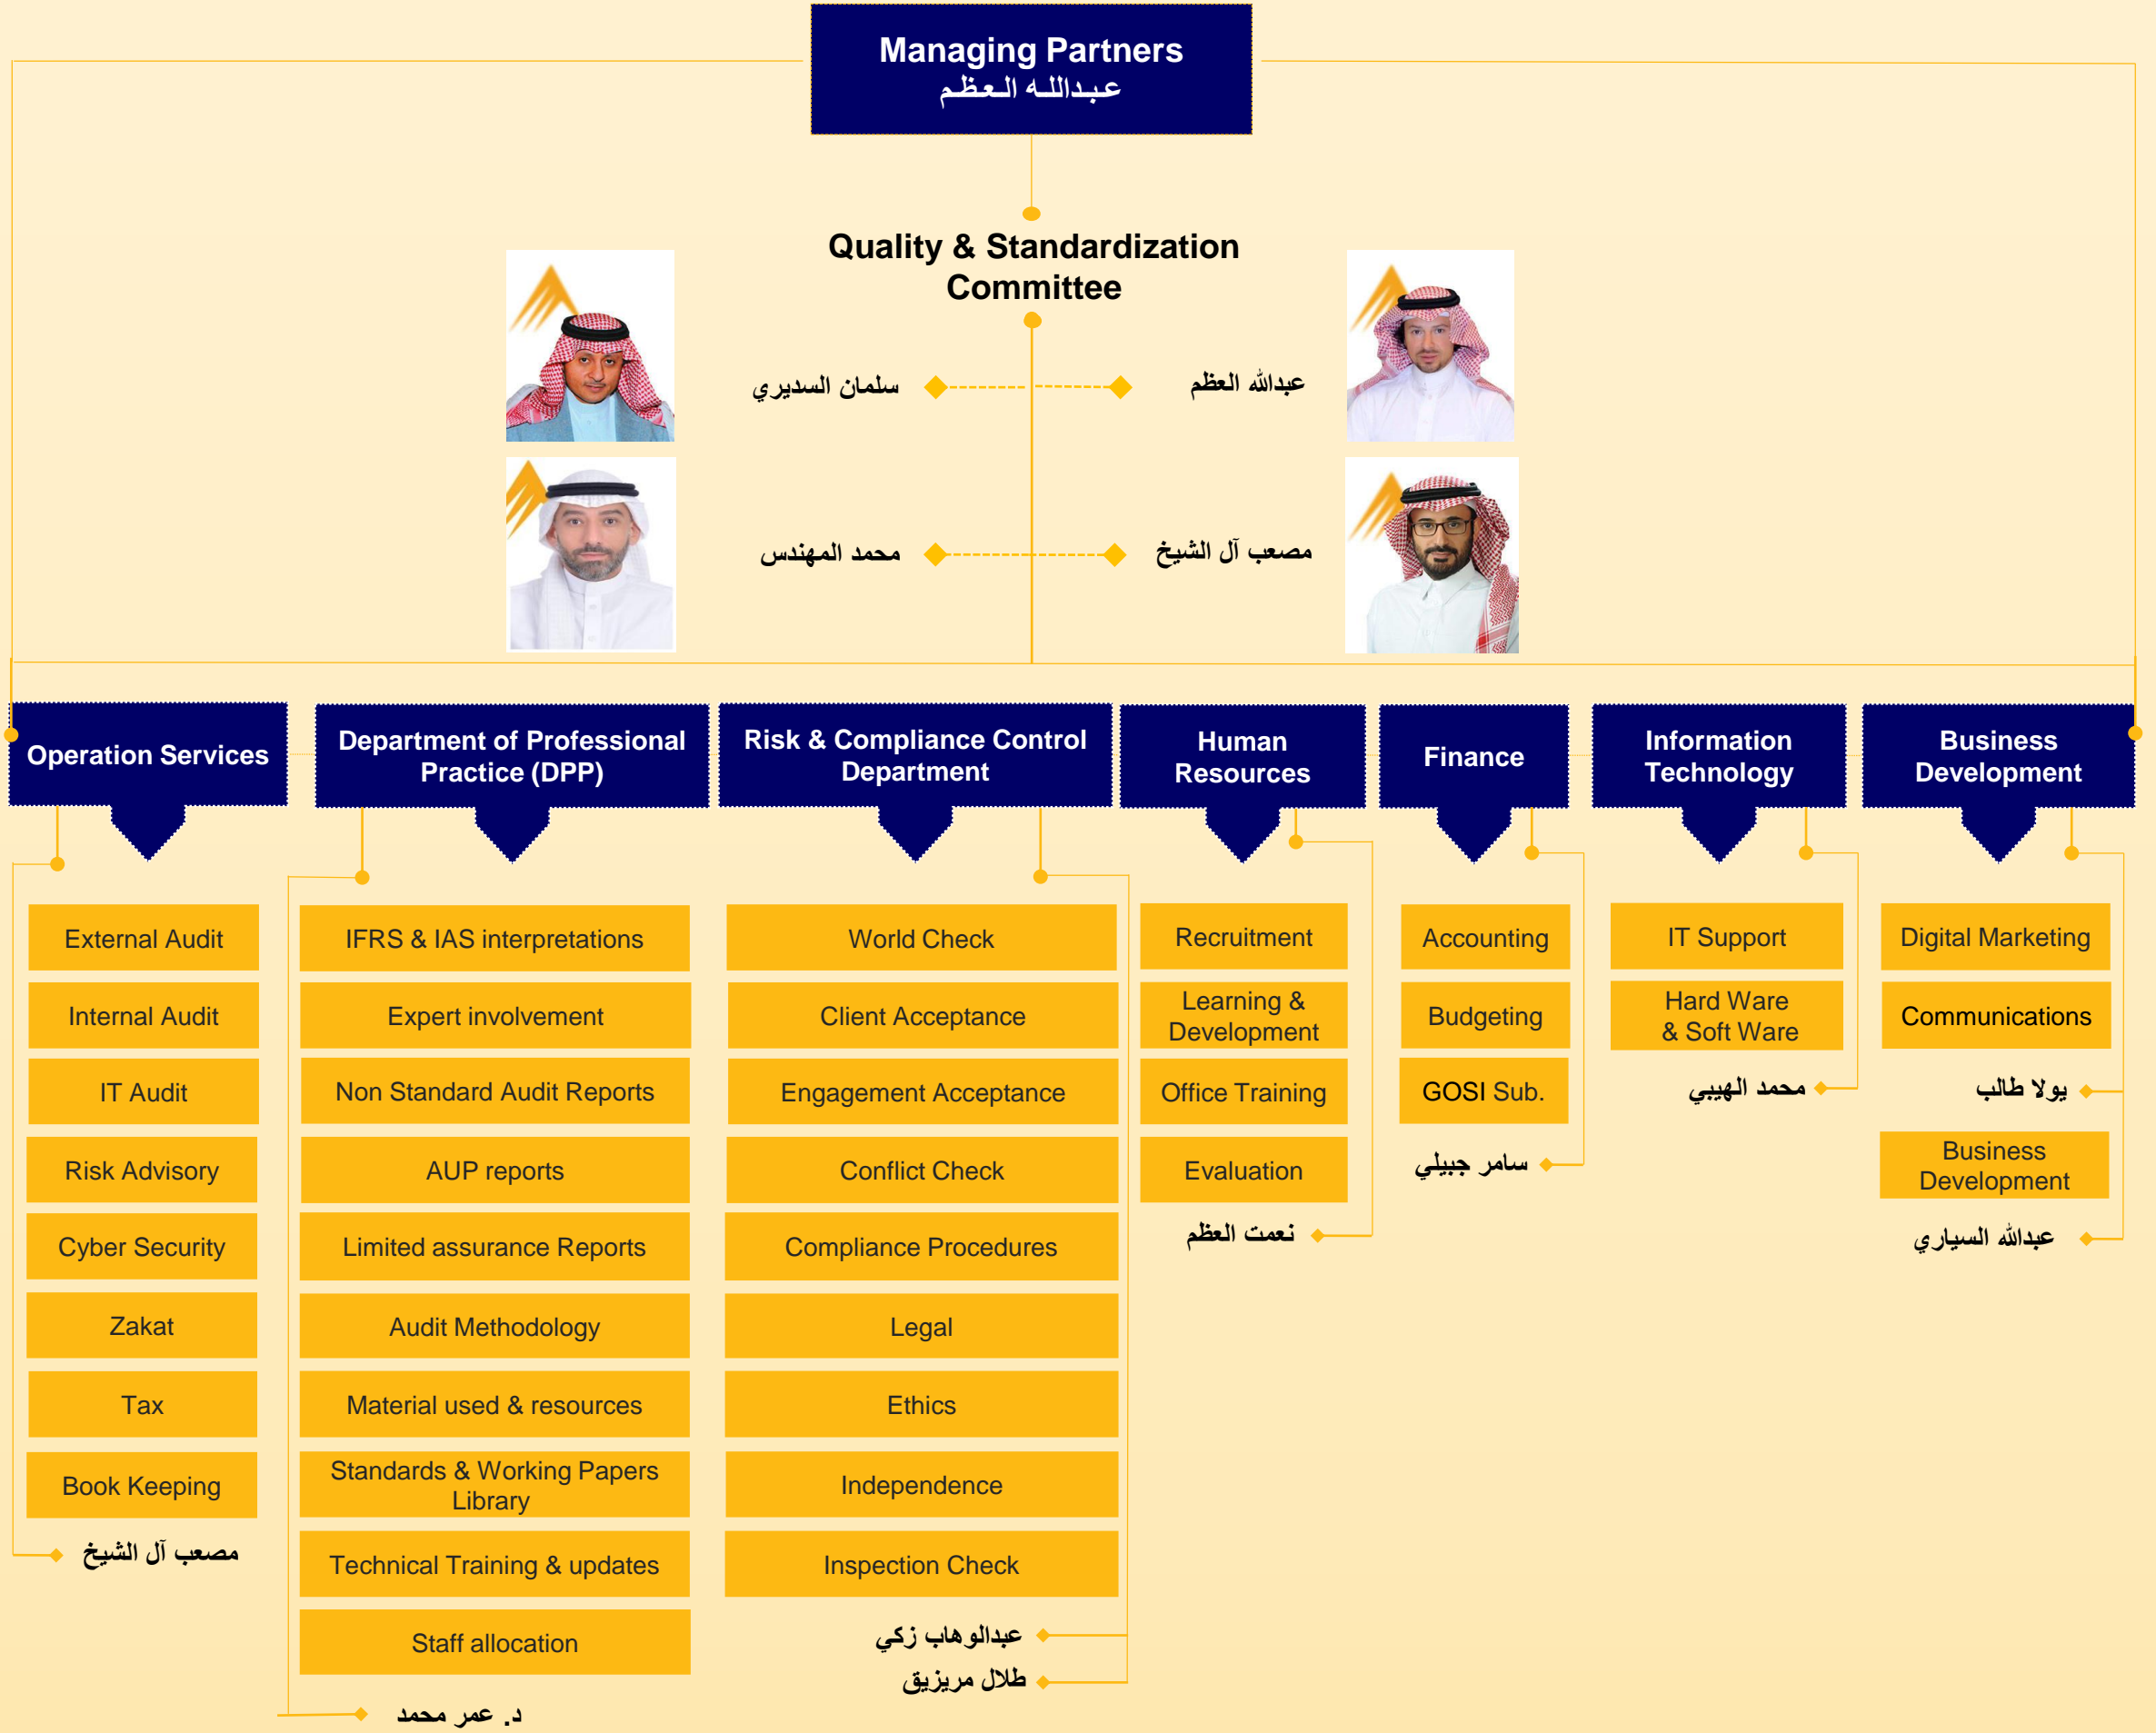 Managing Partners
عبدالله العظم
Quality & Standardization
Committee
سلمان السديري
عبدالله العظم
محمد المهندس
مصعب آل الشيخ
Operation Services
External Audit
Internal Audit
IT Audit
Risk Advisory
Cyber Security
Zakat
Tax
Book Keeping
مصعب آل الشيخ
Department of Professional
Practice (DPP)
IFRS & IAS interpretations
Expert involvement
Non Standard Audit Reports
AUP reports
Limited assurance Reports
Audit Methodology
Material used & resources
Standards & Working Papers
Library
Technical Training & updates
Staff allocation
د. عمر محمد
Risk & Compliance Control
Department
World Check
Client Acceptance
Engagement Acceptance
Conflict Check
Compliance Procedures
Legal
Ethics
Independence
Inspection Check
عبدالوهاب زكي
طلال مريزيق
Human
Resources
Recruitment
Learning &
Development
Office Training
Evaluation
نعمت العظم
Finance
Accounting
Budgeting
GOSI Sub.
سامر جبيلي
Information
Technology
IT Support
Hard Ware
& Soft Ware
محمد الهيبي
Business
Development
Digital Marketing
Communications
يولا طالب
Business
Development
عبدالله السياري